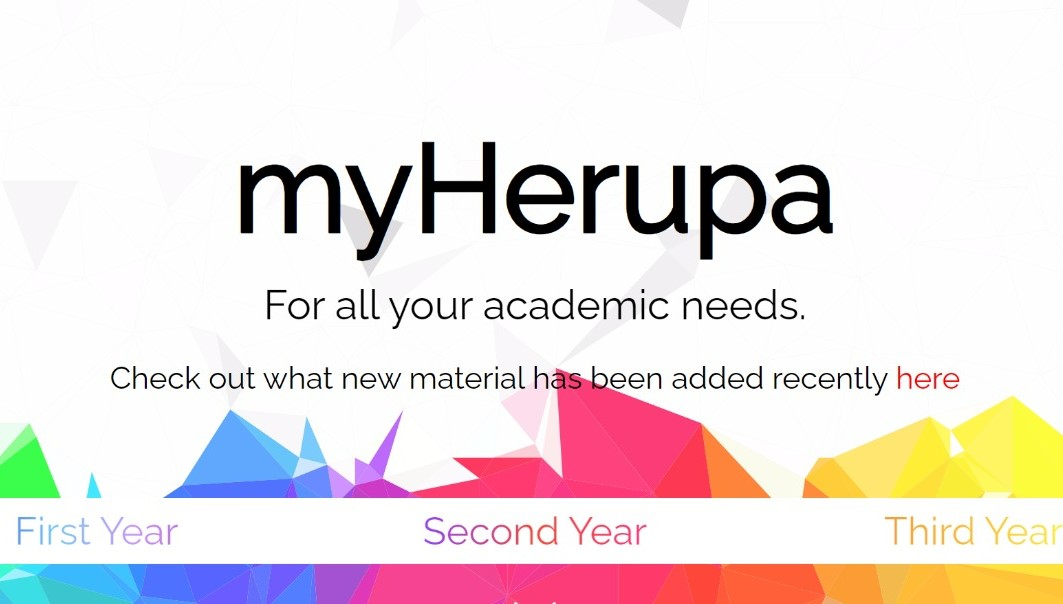 myHerupa
For all your academic needs.
Check out what new material has been added recently here
First Year Second Year Third Year